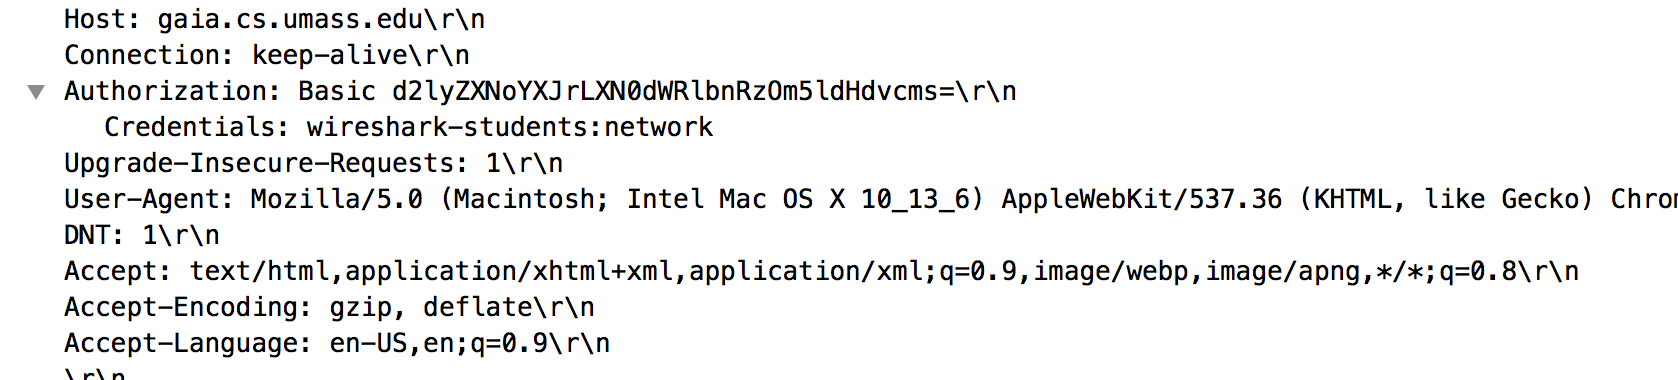 Host: gaia.cs.umass.edu\r\n
Connection: keep-alive\r\n
Authorization: Basic d2lyZXNoYXJrLXN0dWRlbnRzOm5ldHdvcms=\r\n
Credentials: wireshark-students:network
Upgrade-Insecure-Requests: 1\r\n
User-Agent: Mozilla/5.0 (Macintosh; Intel Mac OS X 10_13_6) AppleWebKit/537.36 (KHTML, like Gecko) Chrom
DNT: 1\r\n
Accept: text/html,application/xhtml+xml,application/xml;q=0.9,image/webp,image/apng,*/*;q=0.8\r\n
Accept-Encoding: gzip, deflate\r\n
Accept-Language: en-US,en;q=0.9\r\n
\r\n